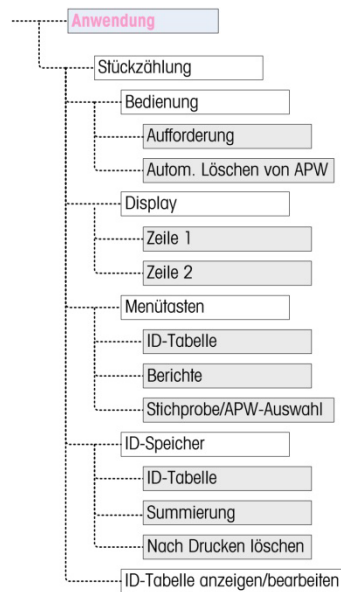 Anwendung
Stückzählung
Bedienung
Aufforderung
Autom. Löschen von APW
Display
Zeile 1
Zeile 2
Menütasten
ID-Tabelle
Berichte
Stichprobe/APW-Auswahl
ID-Speicher
ID-Tabelle
Summierung
Nach Drucken löschen
ID-Tabelle anzeigen/bearbeiten